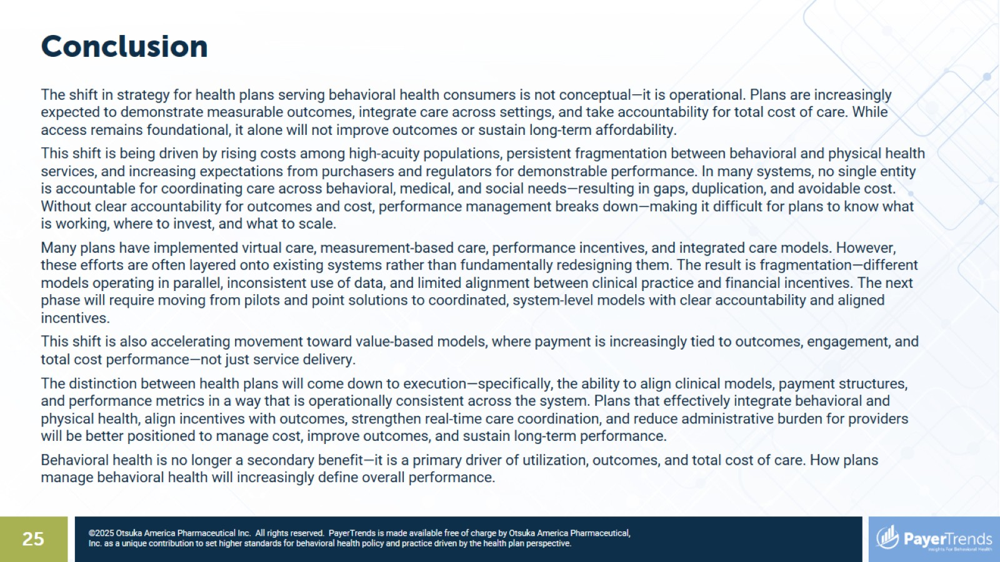 Conclusion
The shift in strategy for health plans serving behavioral health consumers is not conceptual—it is operational. Plans are increasingly
expected to demonstrate measurable outcomes, integrate care across settings, and take accountability for total cost of care. While
access remains foundational, it alone will not improve outcomes or sustain long-term affordability.
This shift is being driven by rising costs among high-acuity populations, persistent fragmentation between behavioral and physical health
services, and increasing expectations from purchasers and regulators for demonstrable performance. In many systems, no single entity
is accountable for coordinating care across behavioral, medical, and social needs—resulting in gaps, duplication, and avoidable cost.
Without clear accountability for outcomes and cost, performance management breaks down—making it difficult for plans to know what
is working, where to invest, and what to scale.
Many plans have implemented virtual care, measurement-based care, performance incentives, and integrated care models. However,
these efforts are often layered onto existing systems rather than fundamentally redesigning them. The result is fragmentation—different
models operating in parallel, inconsistent use of data, and limited alignment between clinical practice and financial incentives. The next
phase will require moving from pilots and point solutions to coordinated, system-level models with clear accountability and aligned
incentives.
This shift is also accelerating movement toward value-based models, where payment is increasingly tied to outcomes, engagement, and
total cost performance—not just service delivery.
The distinction between health plans will come down to execution—specifically, the ability to align clinical models, payment structures,
and performance metrics in a way that is operationally consistent across the system. Plans that effectively integrate behavioral and
physical health, align incentives with outcomes, strengthen real-time care coordination, and reduce administrative burden for providers
will be better positioned to manage cost, improve outcomes, and sustain long-term performance.
Behavioral health is no longer a secondary benefit—it is a primary driver of utilization, outcomes, and total cost of care. How plans
manage behavioral health will increasingly define overall performance.
25
©2025 Otsuka America Pharmaceutical Inc. All rights reserved. PayerTrends is made available free of charge by Otsuka America Pharmaceutical,
Inc. as a unique contribution to set higher standards for behavioral health policy and practice driven by the health plan perspective.
PayerTrends
Insights For Behavioral Health